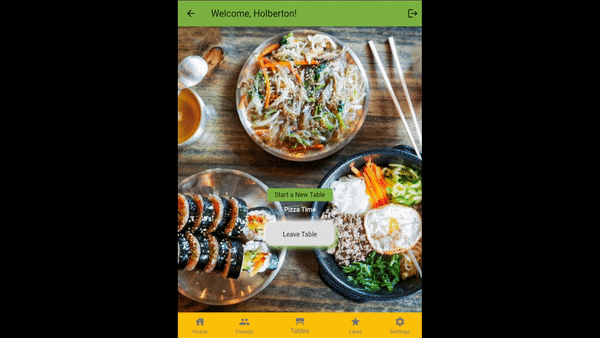 Welcome, Holberton!
Start a New Table
Pizza Time
Leave Table
Home Friends Tables Likes Settings